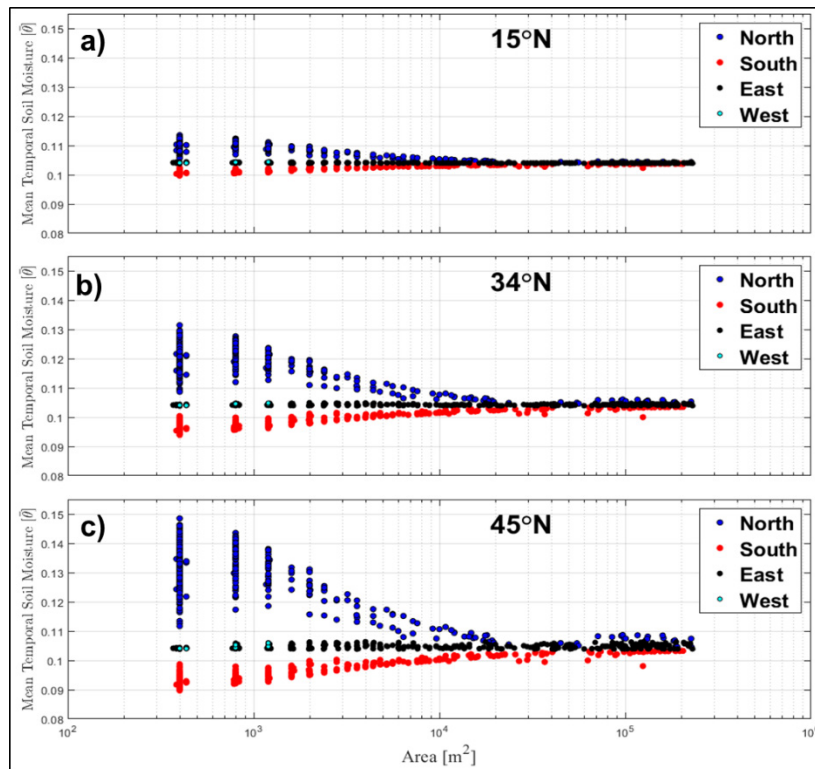 a)
15°N
North
South
East
West
0.15
0.14
0.13
0.12
0.11
0.1
0.09
0.08
Mean Temporal Soil Moisture [θ̄]
b)
34°N
North
South
East
West
0.15
0.14
0.13
0.12
0.11
0.1
0.09
0.08
Mean Temporal Soil Moisture [θ̄]
c)
45°N
North
South
East
West
0.15
0.14
0.13
0.12
0.11
0.1
0.09
0.08
Mean Temporal Soil Moisture [θ̄]
10² 10³ 10⁴ 10⁵
Area [m²]